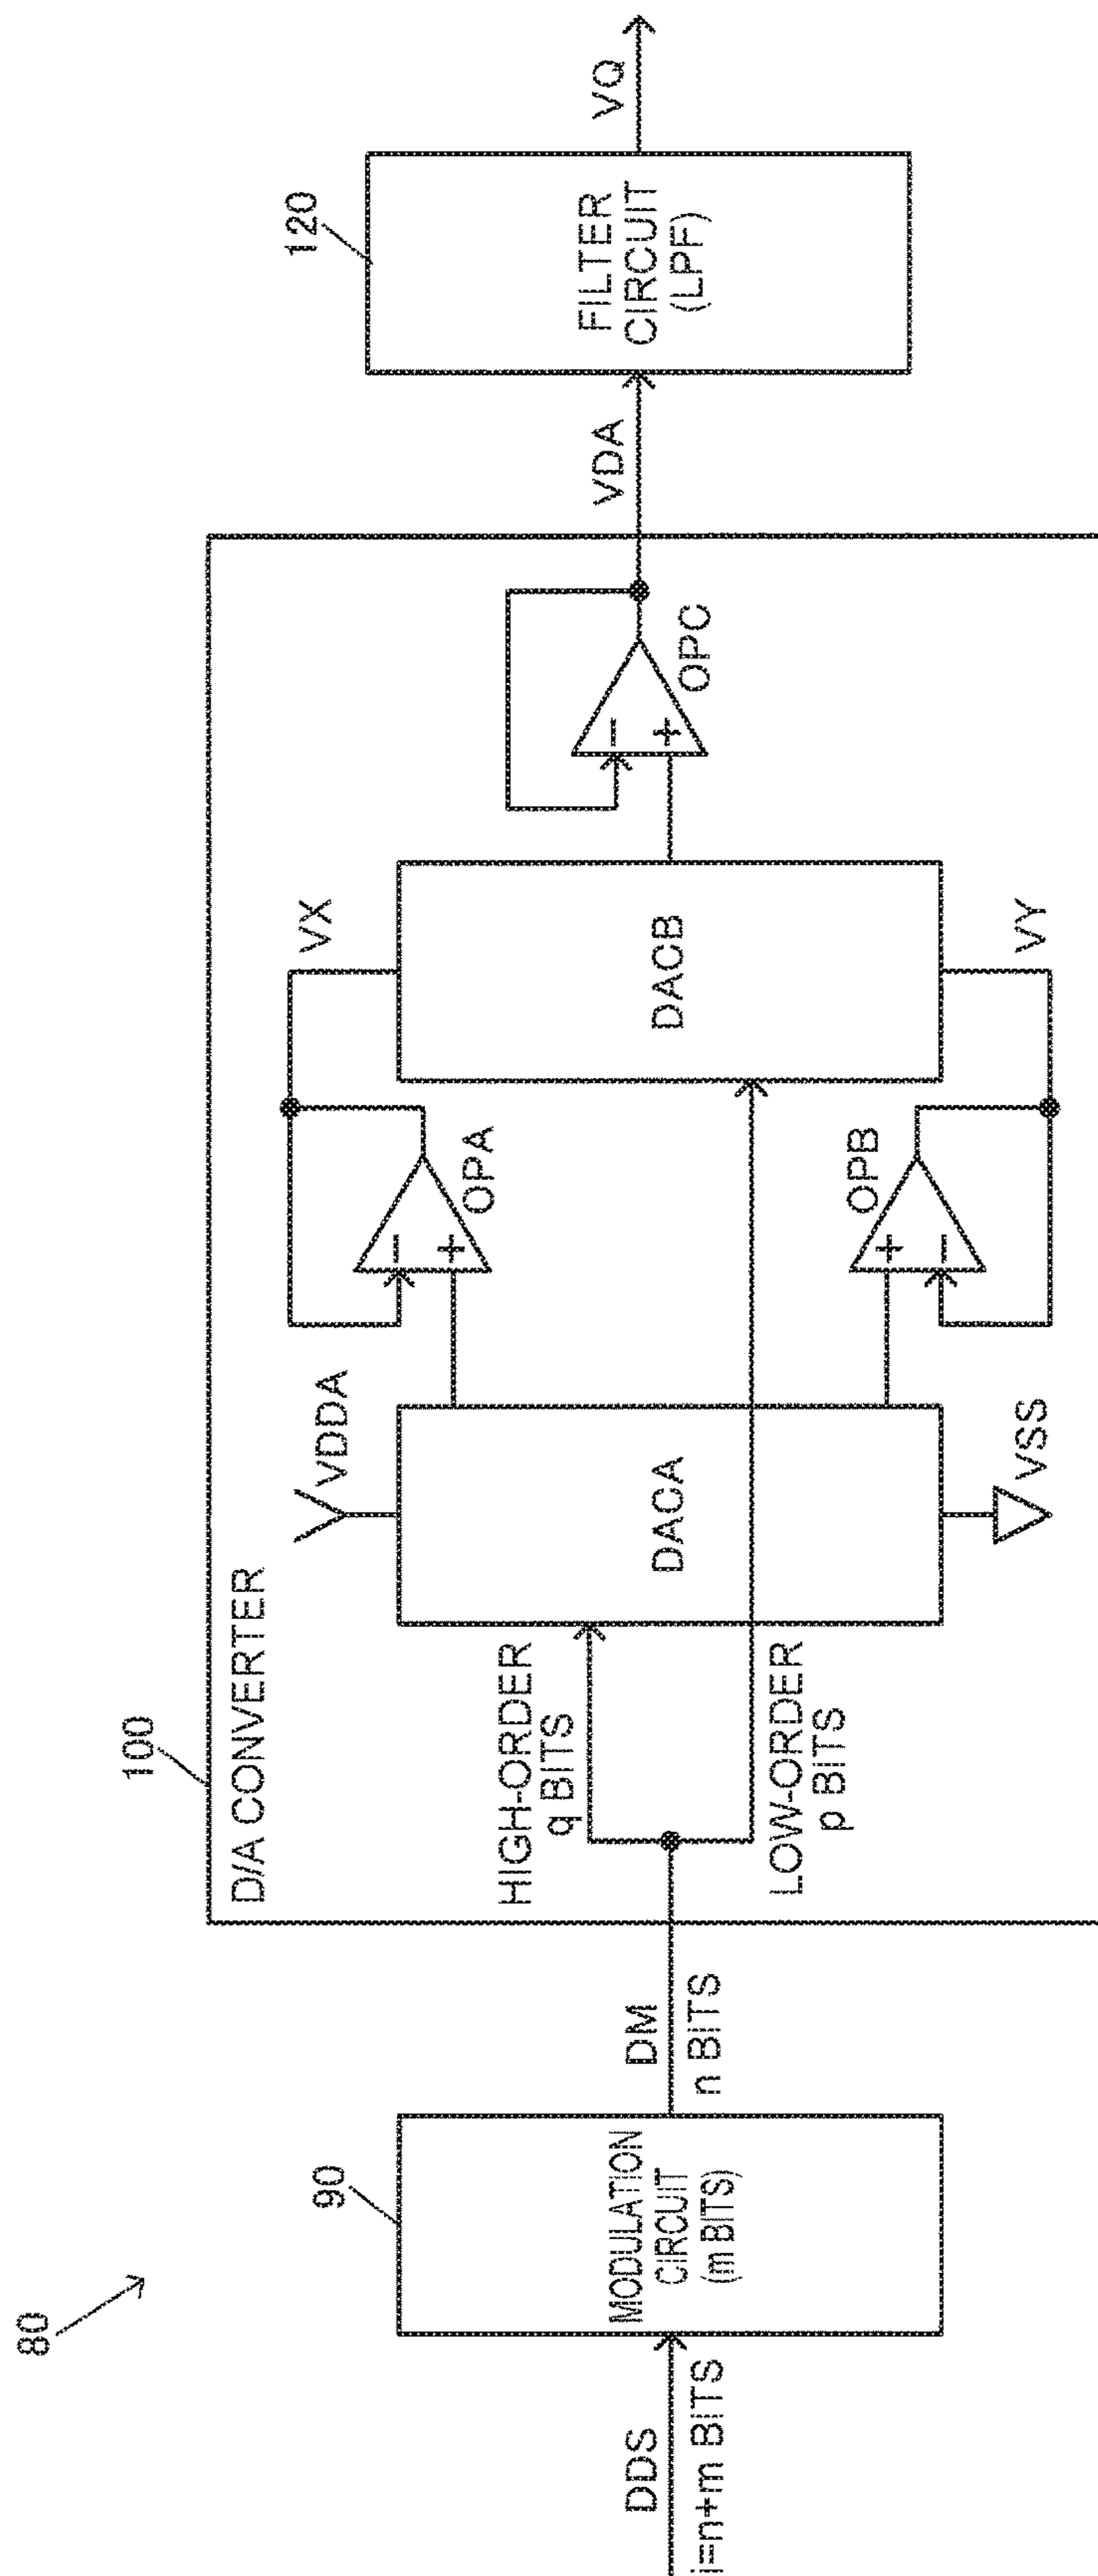 80
DDS
i=n+m BITS
90
MODULATION
CIRCUIT
(m BITS)
DM
n BITS
100
D/A CONVERTER
HIGH-ORDER
q BITS
LOW-ORDER
p BITS
VDDA
DACA
VSS
-
+
OPA
+
-
OPB
VX
DACB
VY
-
+
OPC
VDA
120
FILTER
CIRCUIT
(LPF)
VQ